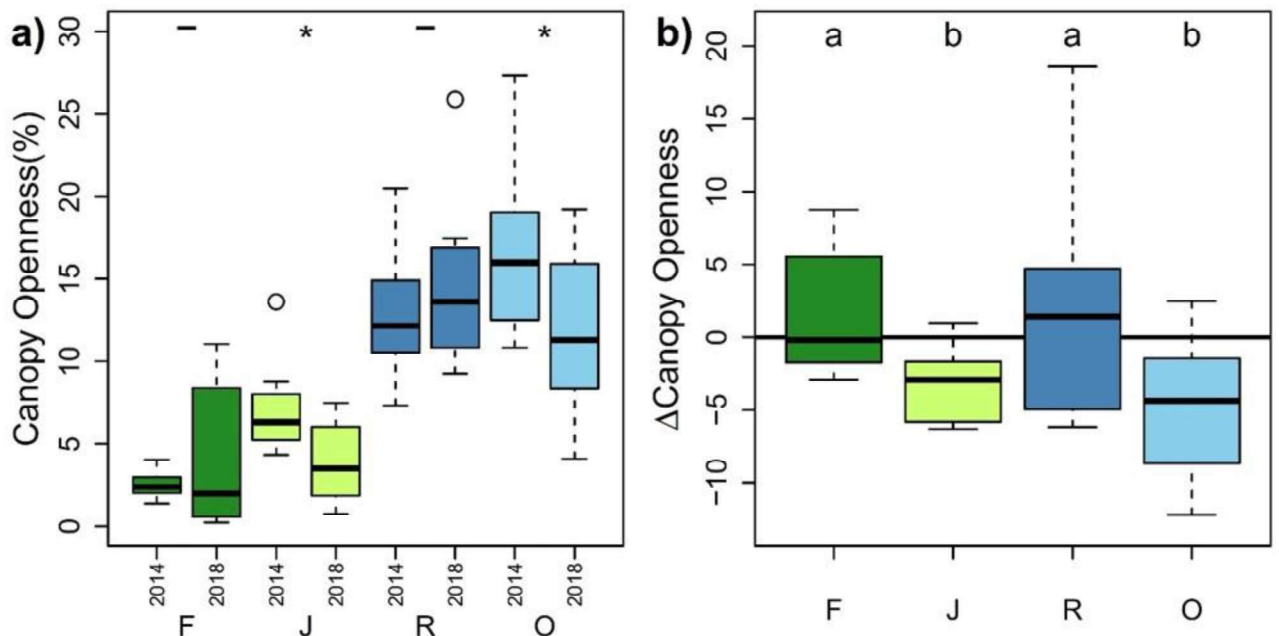 a)
Canopy Openness(%)
30
25
20
15
10
5
0
– * – *
2014 2018 2014 2018 2014 2018 2014 2018
F J R O
b)
ΔCanopy Openness
20
15
10
5
0
−5
−10
a b a b
F J R O